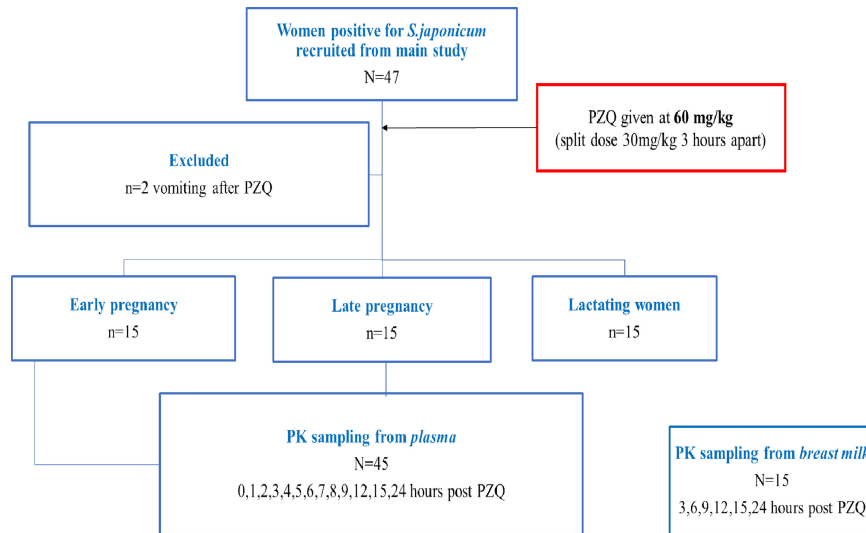 Women positive for S.japonicum
recruited from main study
N=47
PZQ given at 60 mg/kg
(split dose 30mg/kg 3 hours apart)
Excluded
n=2 vomiting after PZQ
Early pregnancy
n=15
Late pregnancy
n=15
Lactating women
n=15
PK sampling from plasma
N=45
0,1,2,3,4,5,6,7,8,9,12,15,24 hours post PZQ
PK sampling from breast milk
N=15
3,6,9,12,15,24 hours post PZQ